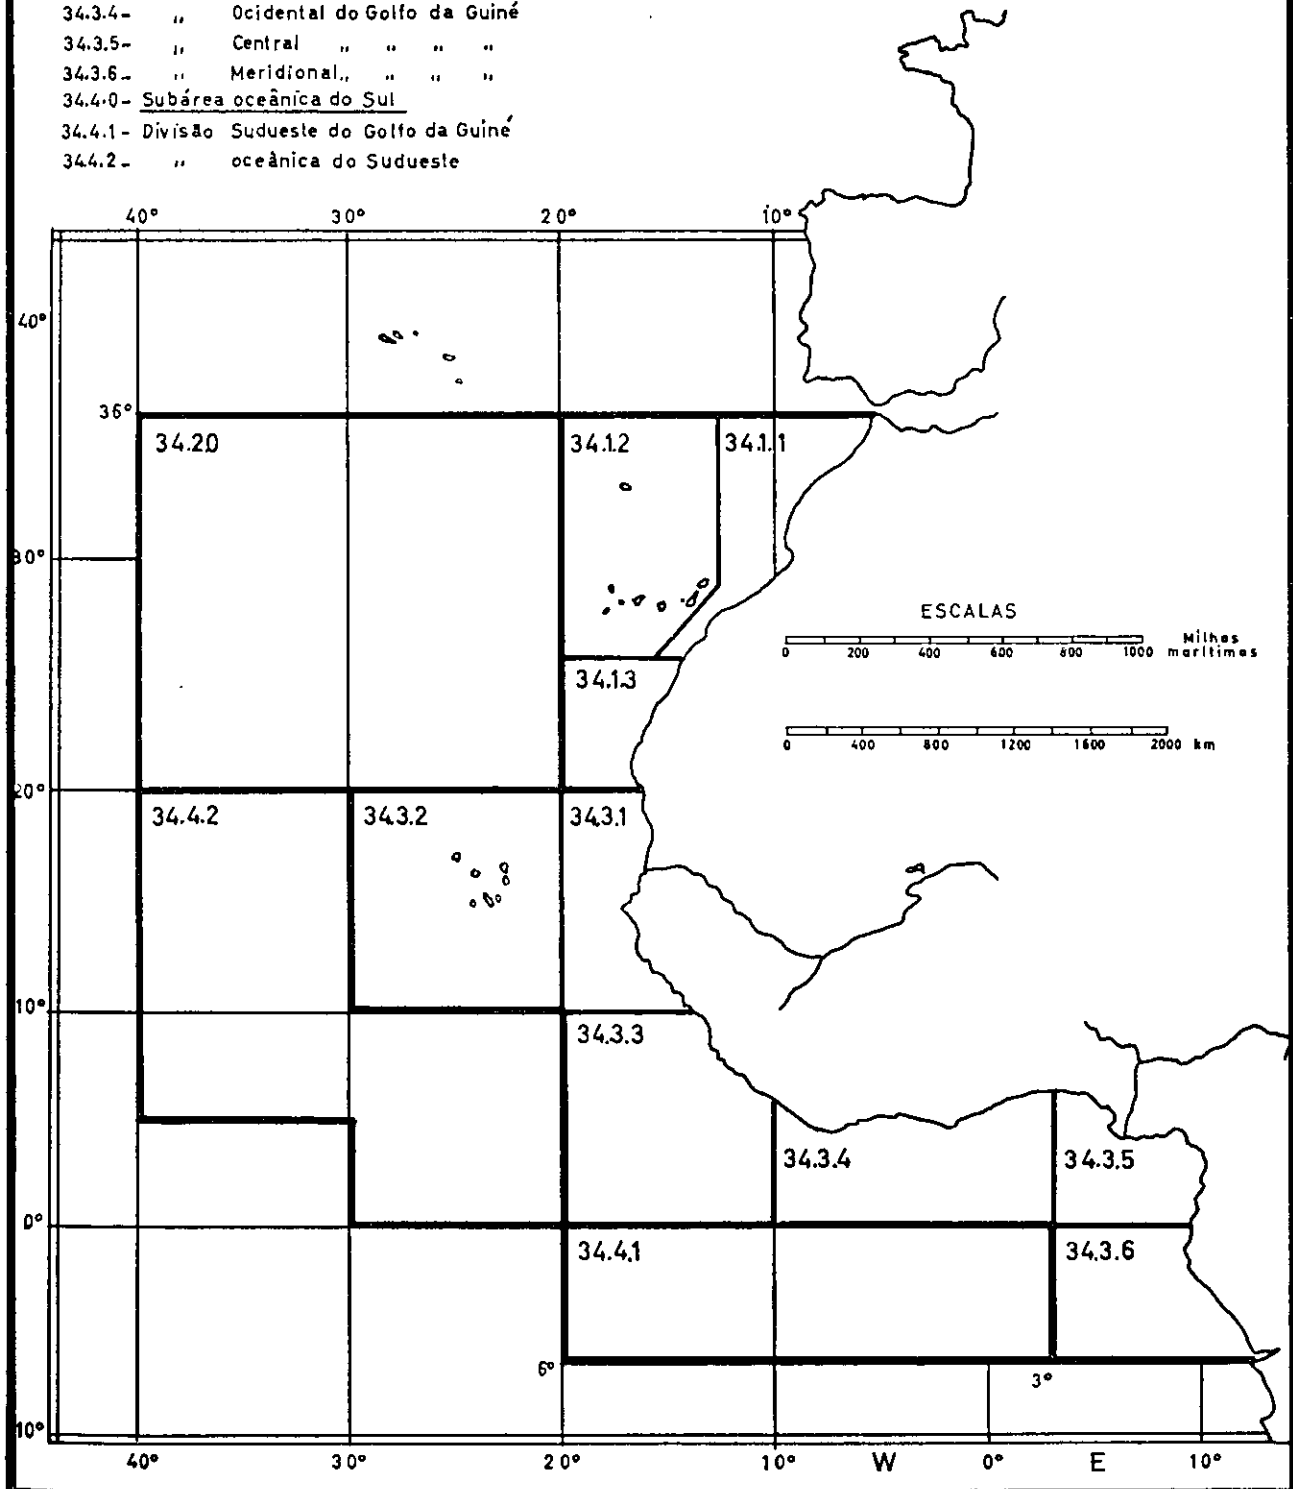 34.3.4- ,, Ocidental do Golfo da Guiné
34.3.5- ,, Central ,, ,, ,, ,,
34.3.6- ,, Meridional,, ,, ,, ,,
34.4.0- Subárea oceânica do Sul
34.4.1- Divisão Sudueste do Golfo da Guiné
34.4.2- ,, oceânica do Sudueste
40° 30° 20° 10°
40°
36°
34.2.0 34.1.2 34.1.1
30°
ESCALAS
0 200 400 600 800 1000 Milhas marítimas
34.1.3
0 400 800 1200 1600 2000 km
20°
34.4.2 34.3.2 34.3.1
10°
34.3.3
34.3.4 34.3.5
0°
34.4.1 34.3.6
6°
3°
10°
40° 30° 20° 10° W 0° E 10°